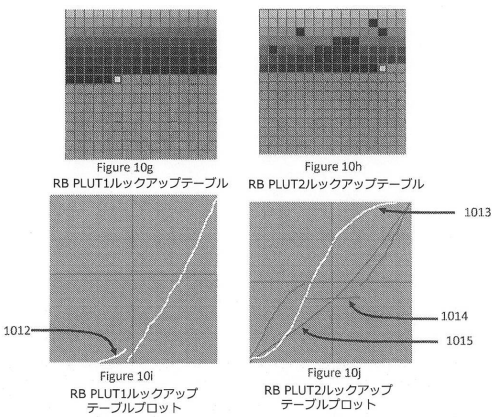 Figure 10g
RB PLUT1ルックアップテーブル
Figure 10h
RB PLUT2ルックアップテーブル
1012
Figure 10i
RB PLUT1ルックアップ
テーブルプロット
1013
1014
1015
Figure 10j
RB PLUT2ルックアップ
テーブルプロット